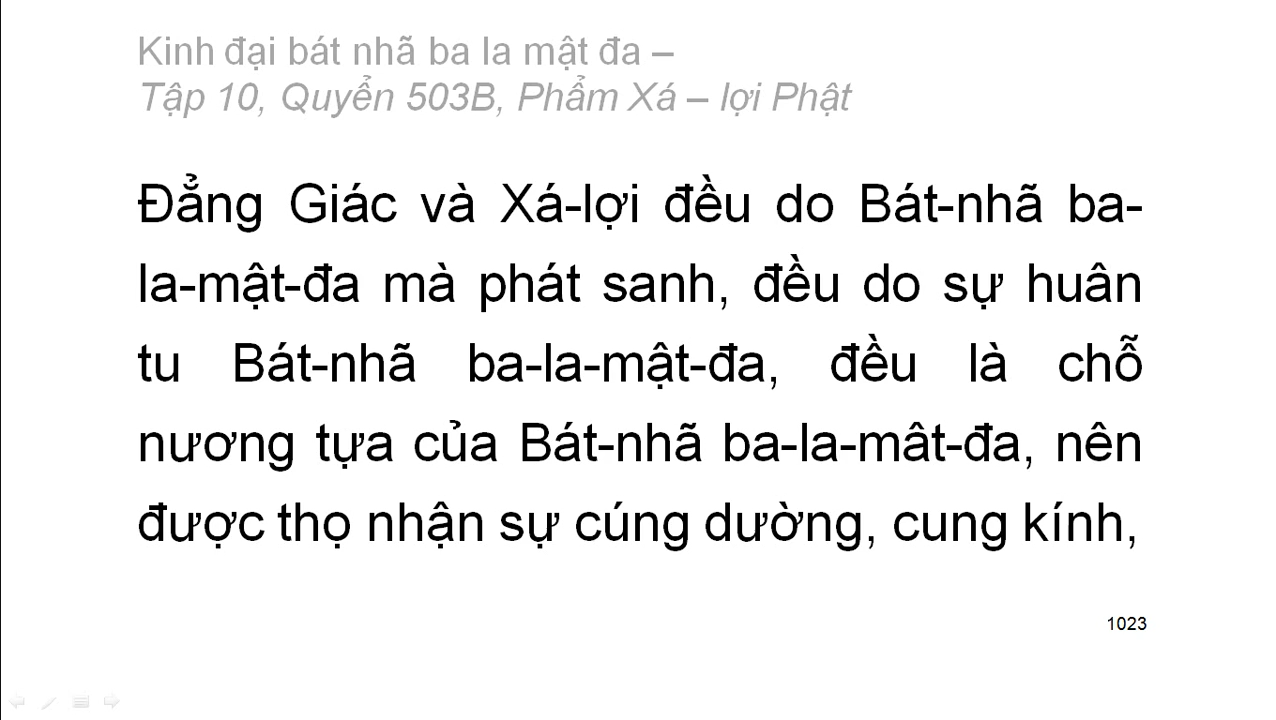 Kinh đại bát nhã ba la mật đa –
Tập 10, Quyển 503B, Phẩm Xá – lợi Phật
Đẳng Giác và Xá-lợi đều do Bát-nhã ba-
la-mật-đa mà phát sanh, đều do sự huân
tu Bát-nhã ba-la-mật-đa, đều là chỗ
nương tựa của Bát-nhã ba-la-mât-đa, nên
được thọ nhận sự cúng dường, cung kính,
1023